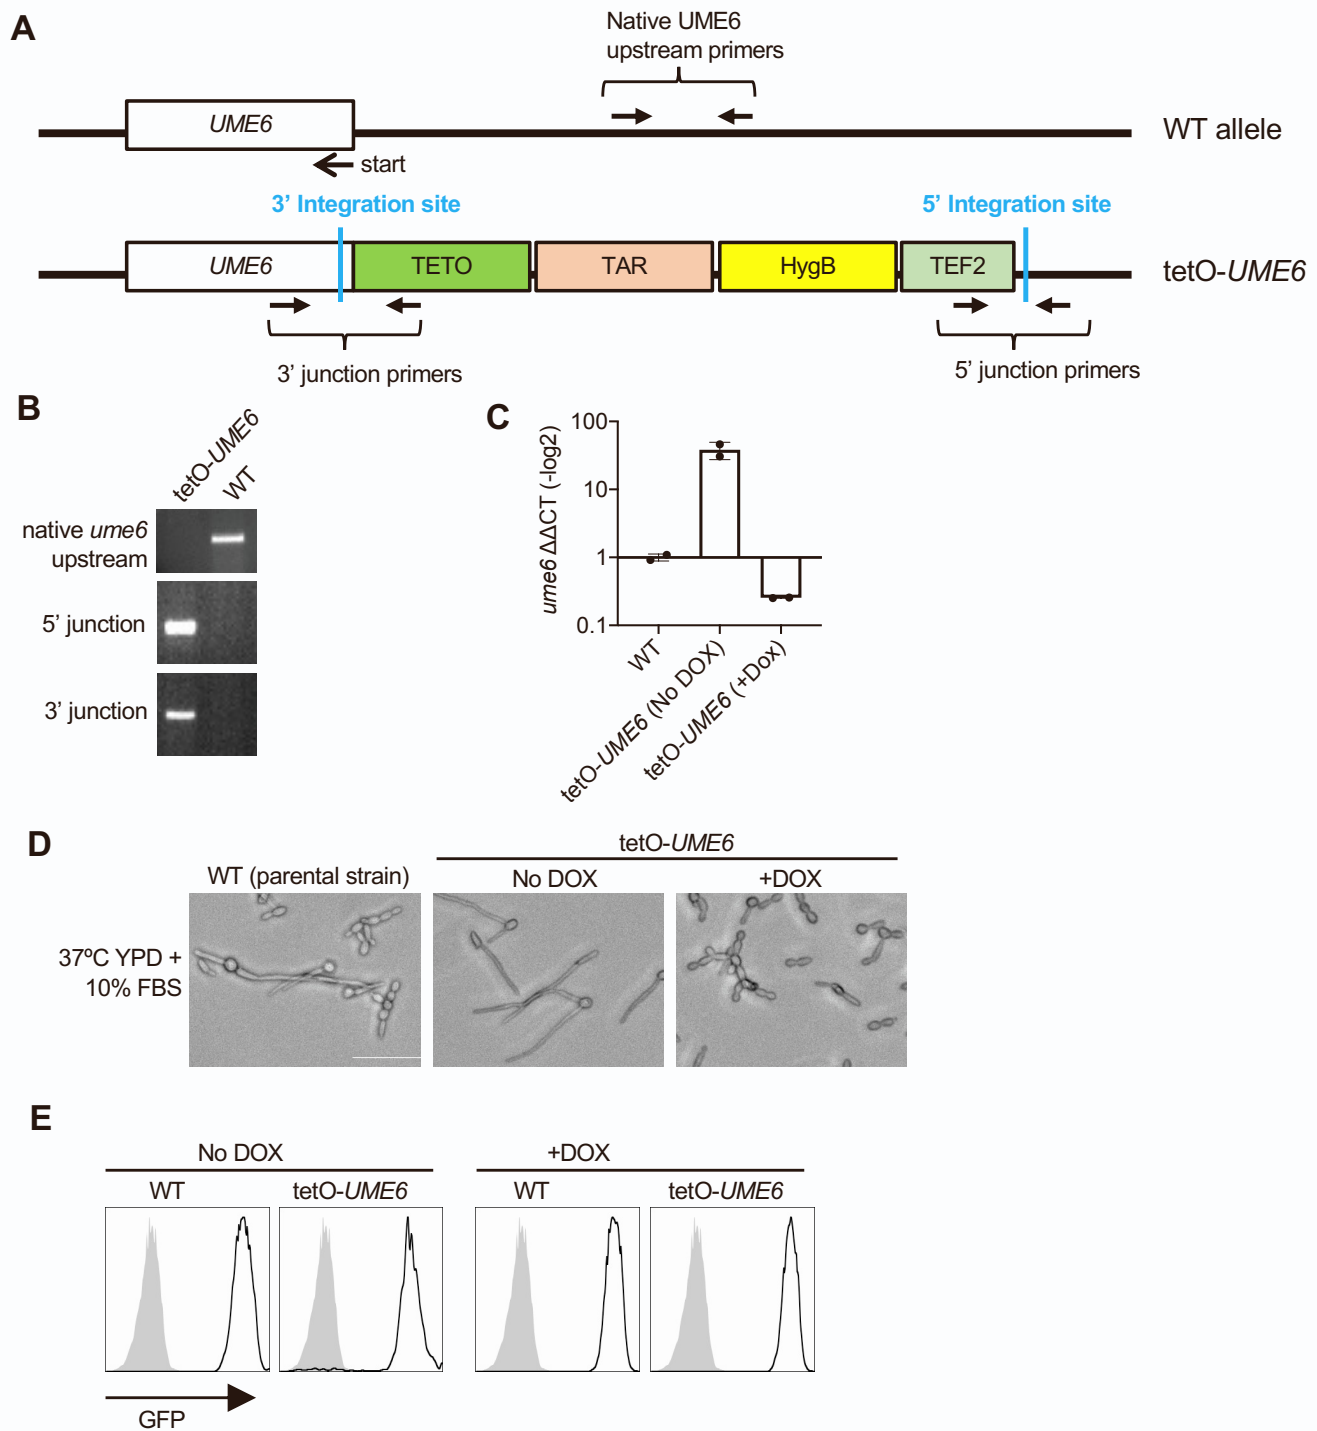 A
Native UME6
upstream primers
UME6
WT allele
start
3’ Integration site
5’ Integration site
UME6
TETO
TAR
HygB
TEF2
tetO-UME6
3’ junction primers
5’ junction primers
B
tetO-UME6
WT
native ume6
upstream
5’ junction
3’ junction
C
ume6 ΔΔCT (-log2)
100
10
1
0.1
WT
tetO-UME6 (No DOX)
tetO-UME6 (+Dox)
D
tetO-UME6
WT (parental strain)
No DOX
+DOX
37ºC YPD +
10% FBS
E
No DOX
+DOX
WT
tetO-UME6
WT
tetO-UME6
GFP